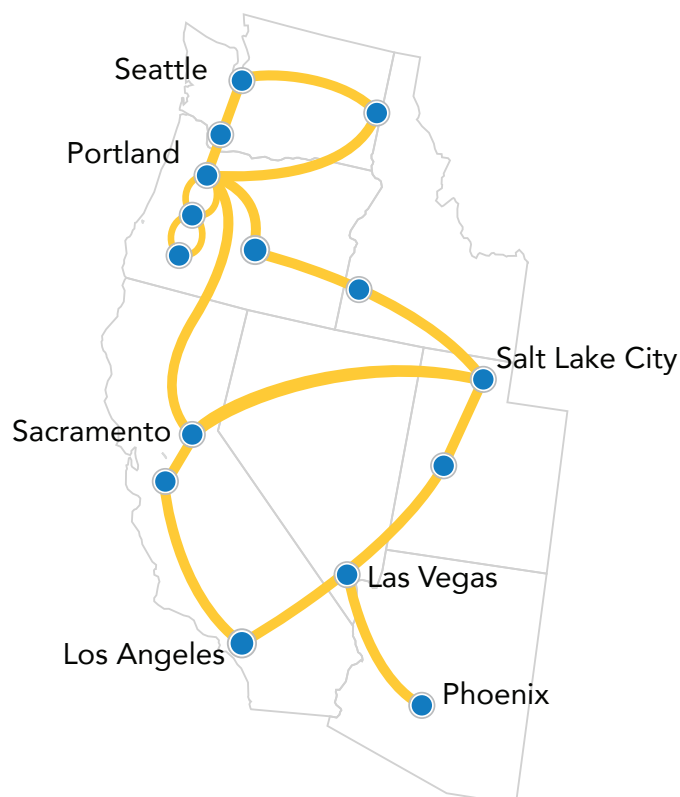 Seattle
Portland
Salt Lake City
Sacramento
Las Vegas
Los Angeles
Phoenix